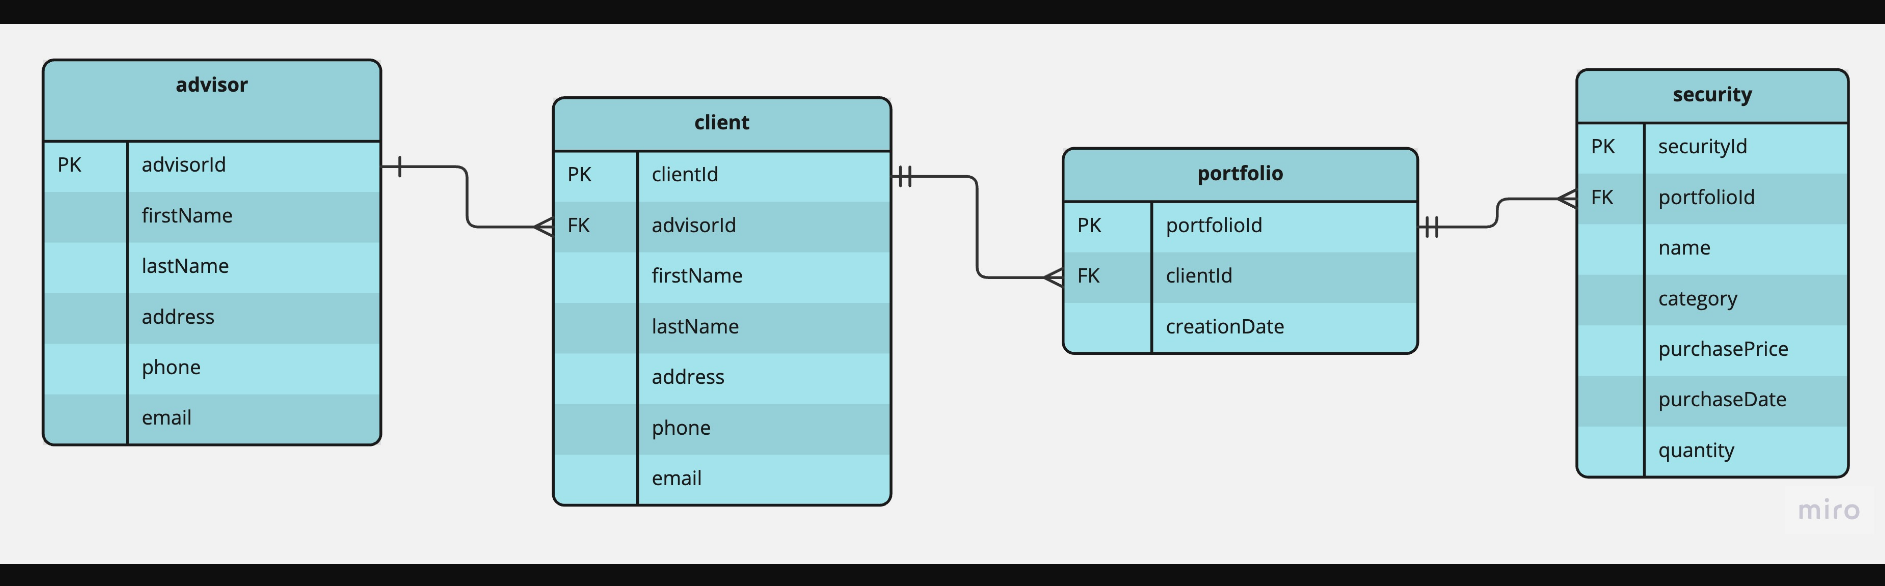 advisor
PK advisorId
firstName
lastName
address
phone
email
client
PK clientId
FK advisorId
firstName
lastName
address
phone
email
portfolio
PK portfolioId
FK clientId
creationDate
security
PK securityId
FK portfolioId
name
category
purchasePrice
purchaseDate
quantity
miro